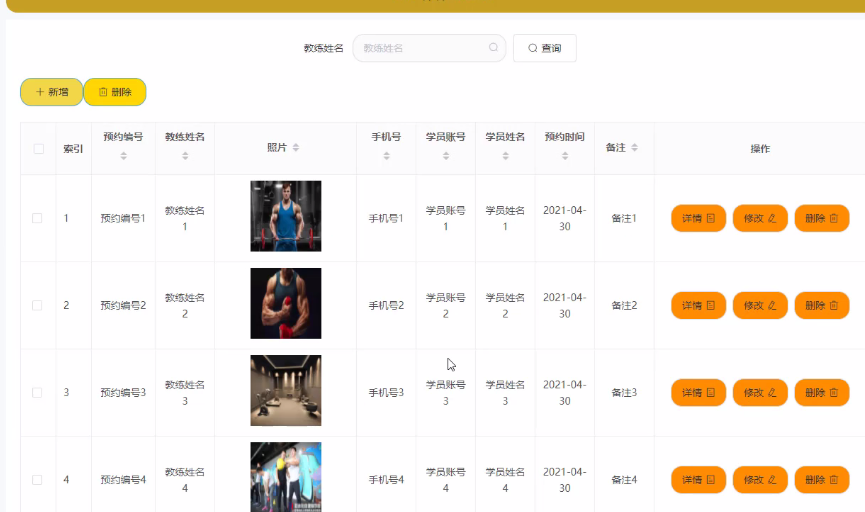 教练姓名 教练姓名 查询
新增 删除
索引 预约编号 教练姓名 照片 手机号 学员账号 学员姓名 预约时间 备注 操作
1 预约编号1 教练姓名1 手机号1 学员账号1 学员姓名1 2021-04-30 备注1 详情 修改 删除
2 预约编号2 教练姓名2 手机号2 学员账号2 学员姓名2 2021-04-30 备注2 详情 修改 删除
3 预约编号3 教练姓名3 手机号3 学员账号3 学员姓名3 2021-04-30 备注3 详情 修改 删除
4 预约编号4 教练姓名4 手机号4 学员账号4 学员姓名4 2021-04-30 备注4 详情 修改 删除